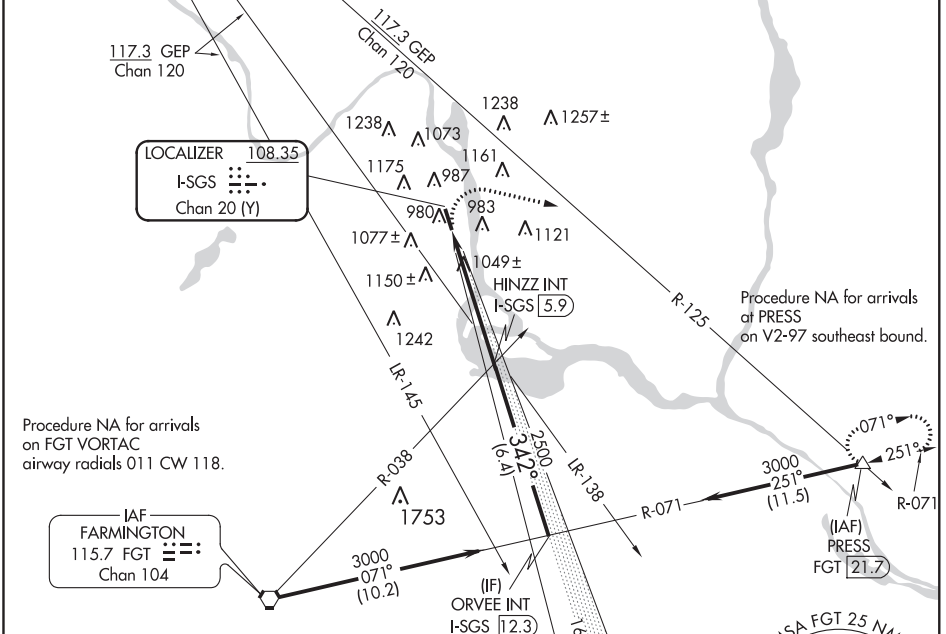 117.3 GEP
Chan 120
117.3 GEP
Chan 120
1238
1257±
1238
1073
1161
LOCALIZER 108.35
I-SGS
Chan 20 (Y)
1175
987
980
983
1121
1077±
1049±
1150±
HINZZ INT
I-SGS 5.9
1242
R-125
Procedure NA for arrivals
at PRESS
on V2-97 southeast bound.
LR-145
Procedure NA for arrivals
on FGT VORTAC
airway radials 011 CW 118.
R-038
342°
(6.4)
2500
LR-138
071°
251°
R-071
3000
251°
(11.5)
R-071
1753
IAF
FARMINGTON
115.7 FGT
Chan 104
3000
071°
(10.2)
(IAF)
PRESS
FGT 21.7
(IF)
ORVEE INT
I-SGS 12.3
FGT 25